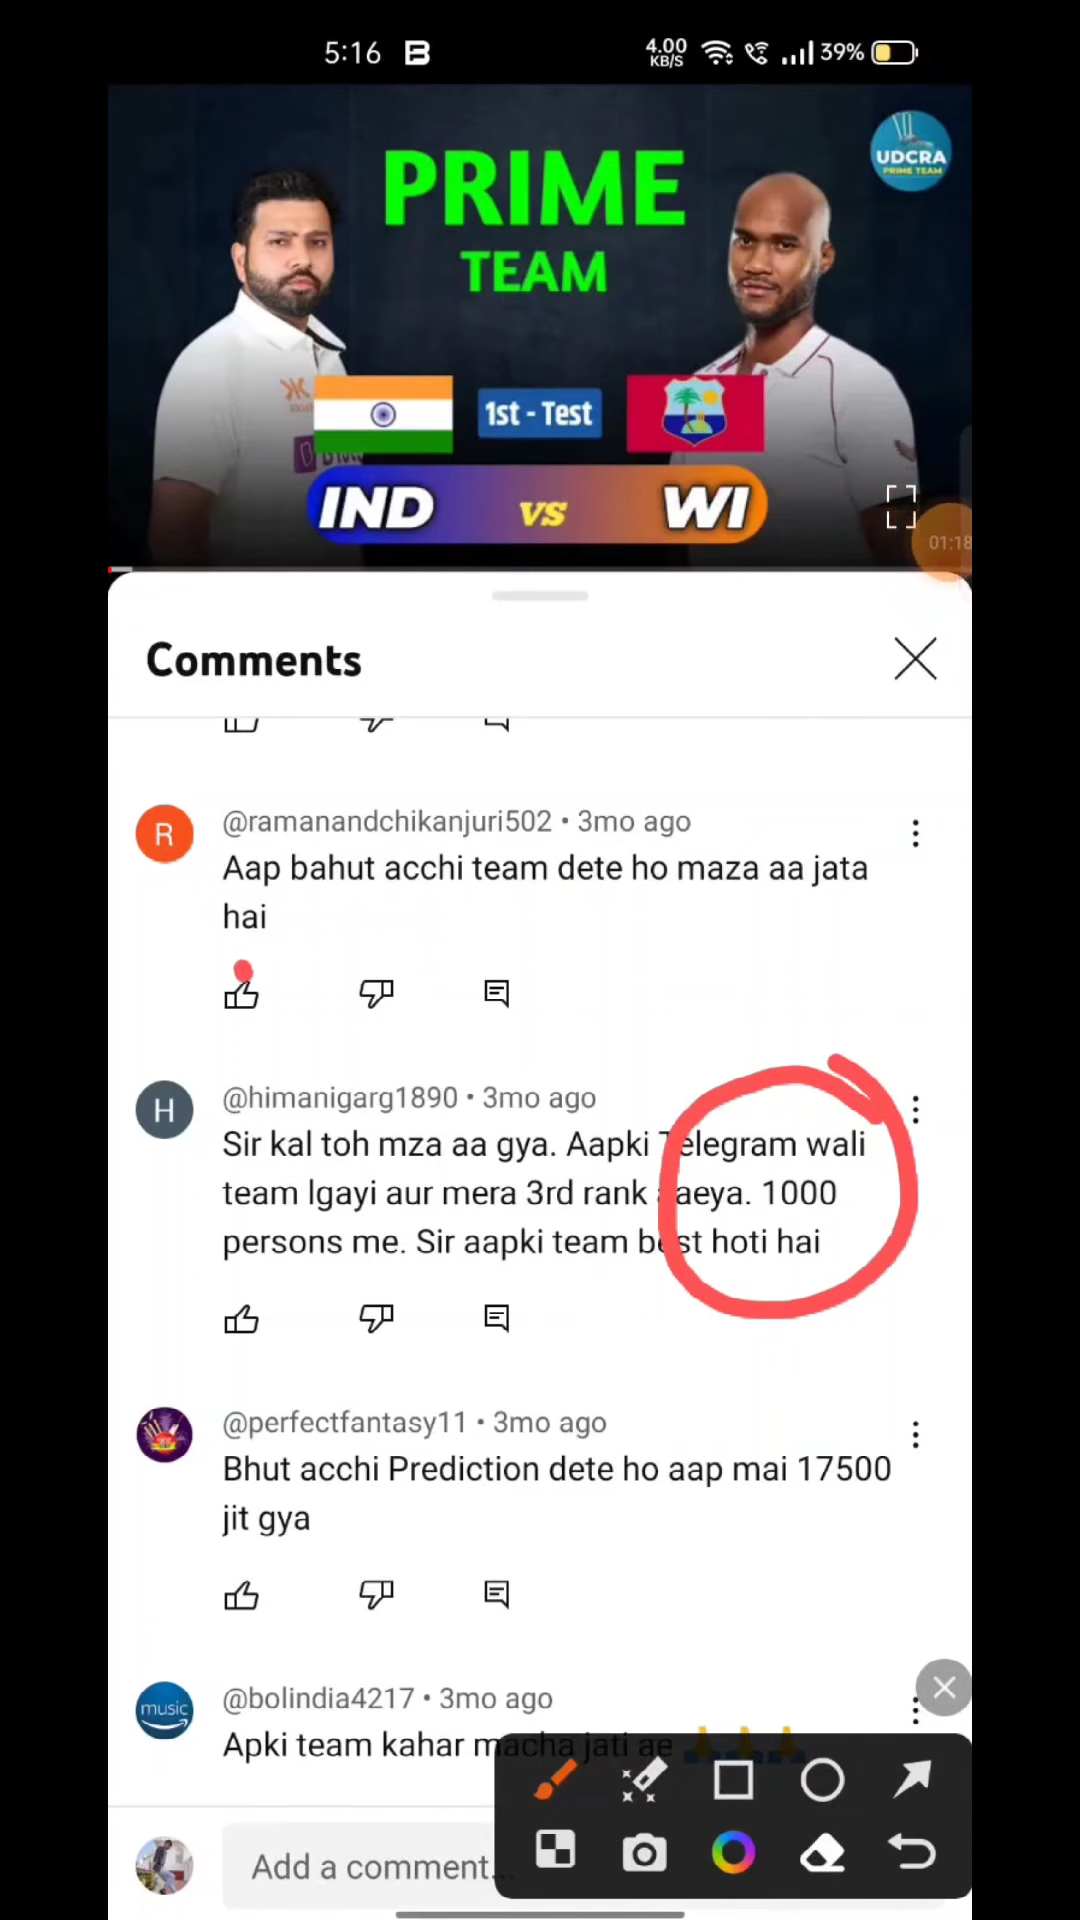 5:16
4.00
KB/S
39%
UDCRA
PRIME TEAM
PRIME
TEAM
1st - Test
IND vs WI
01:18
Comments
R
@ramanandchikanjuri502 • 3mo ago
Aap bahut acchi team dete ho maza aa jata
hai
H
@himanigarg1890 • 3mo ago
Sir kal toh mza aa gya. Aapki Telegram wali
team lgayi aur mera 3rd rank
1000
persons me. Sir aapki team best hoti hai
@perfectfantasy11 • 3mo ago
Bhut acchi Prediction dete ho aap mai 17500
jit gya
music
@bolindia4217 • 3mo ago
Apki team kahar macha jati ae 🙏🙏🙏
Add a comment...